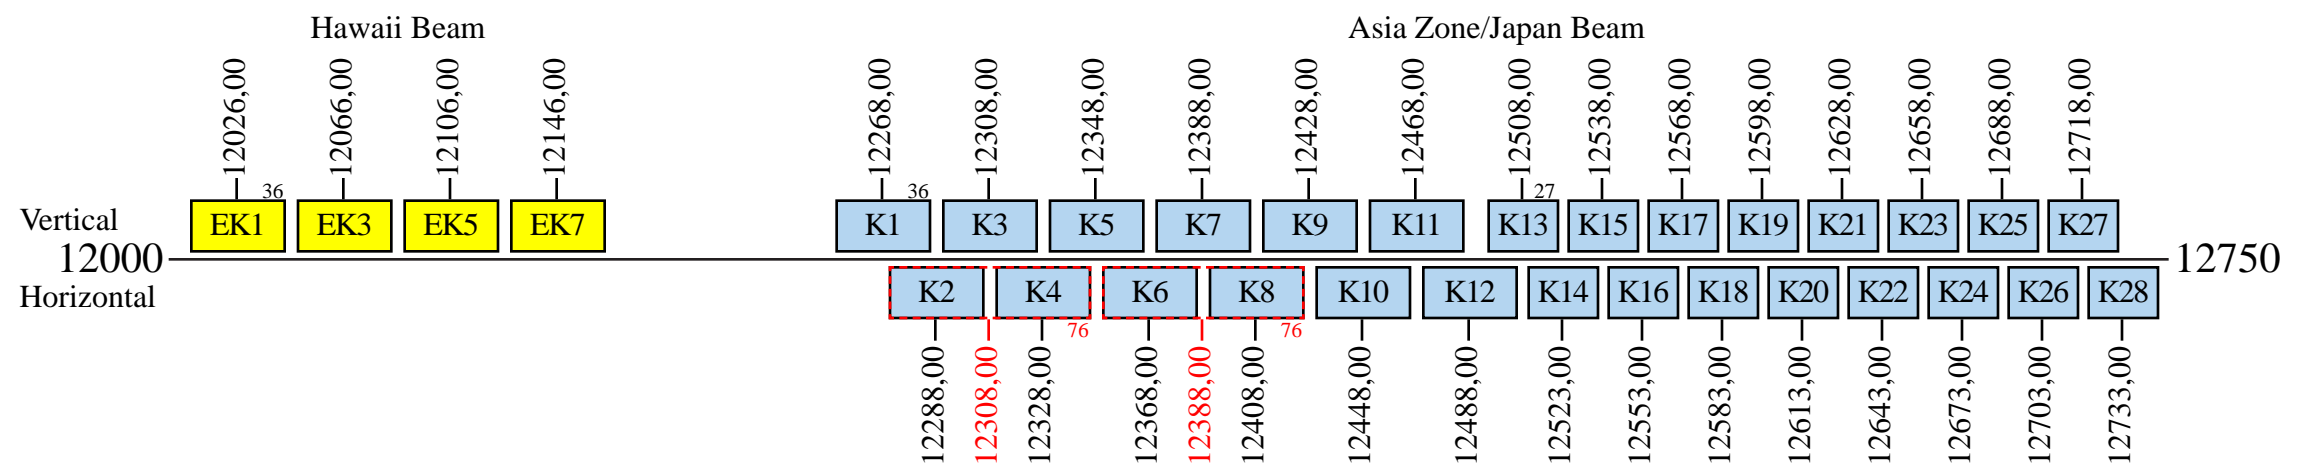 Hawaii Beam
Asia Zone/Japan Beam
12026,00 12066,00 12106,00 12146,00 12268,00 12308,00 12348,00 12388,00 12428,00 12468,00 12508,00 12538,00 12568,00 12598,00 12628,00 12658,00 12688,00 12718,00
36 36 27
Vertical EK1 EK3 EK5 EK7 K1 K3 K5 K7 K9 K11 K13 K15 K17 K19 K21 K23 K25 K27
12000 12750
Horizontal K2 K4 K6 K8 K10 K12 K14 K16 K18 K20 K22 K24 K26 K28
76 76
12288,00 12308,00 12328,00 12368,00 12388,00 12408,00 12448,00 12488,00 12523,00 12553,00 12583,00 12613,00 12643,00 12673,00 12703,00 12733,00